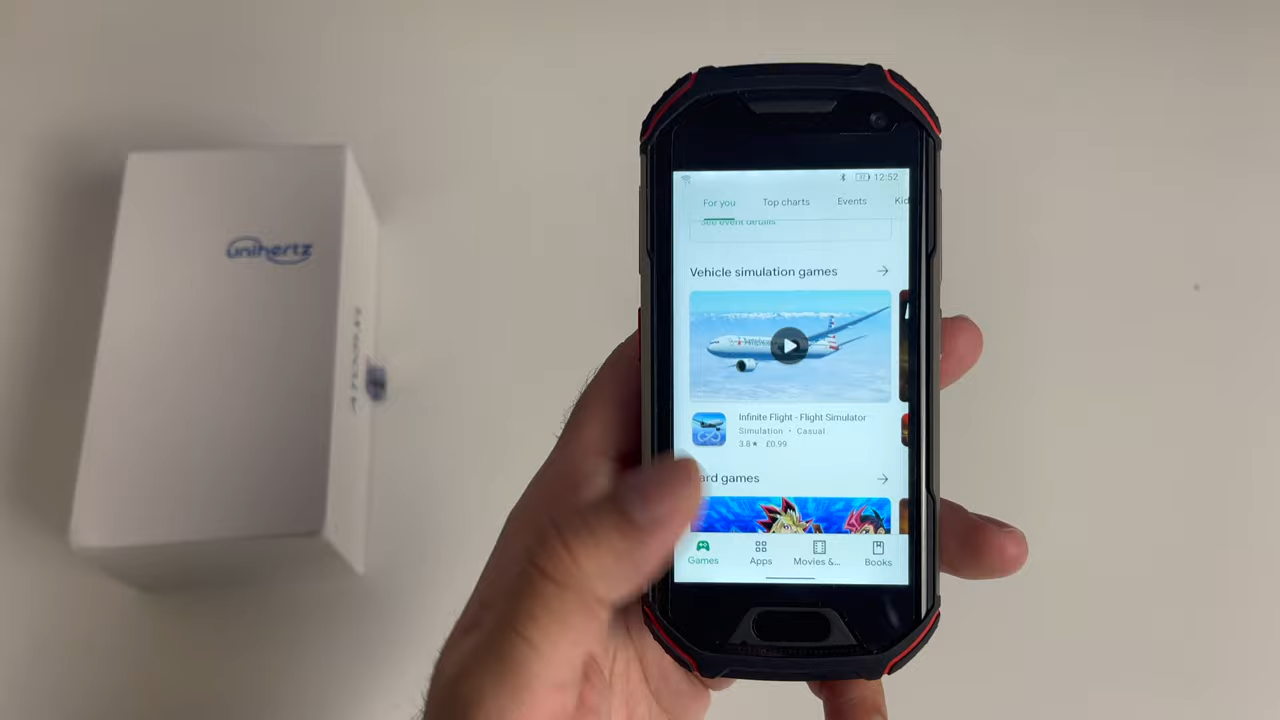 unihertz
12:52
For you Top charts Events Kid
See event details
Vehicle simulation games
Infinite Flight - Flight Simulator
Simulation • Casual
3.8★ £0.99
ard games
Games Apps Movies &... Books